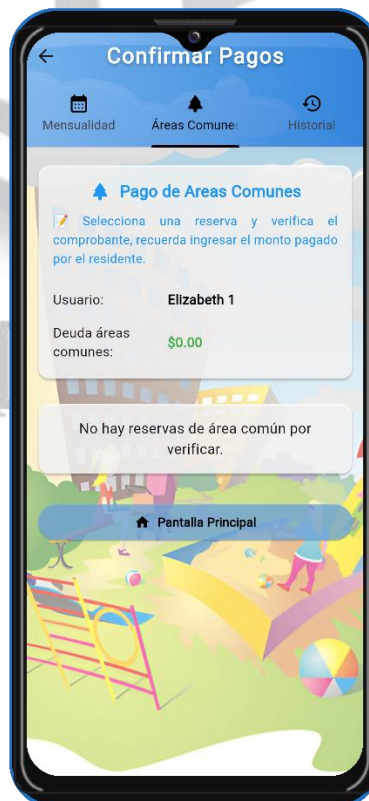 Confirmar Pagos
Mensualidad
Áreas Comune:
Historial
Pago de Areas Comunes
Selecciona una reserva y verifica el
comprobante, recuerda ingresar el monto pagado
por el residente.
Usuario: Elizabeth 1
Deuda áreas
comunes:
$0.00
No hay reservas de área común por
verificar.
Pantalla Principal